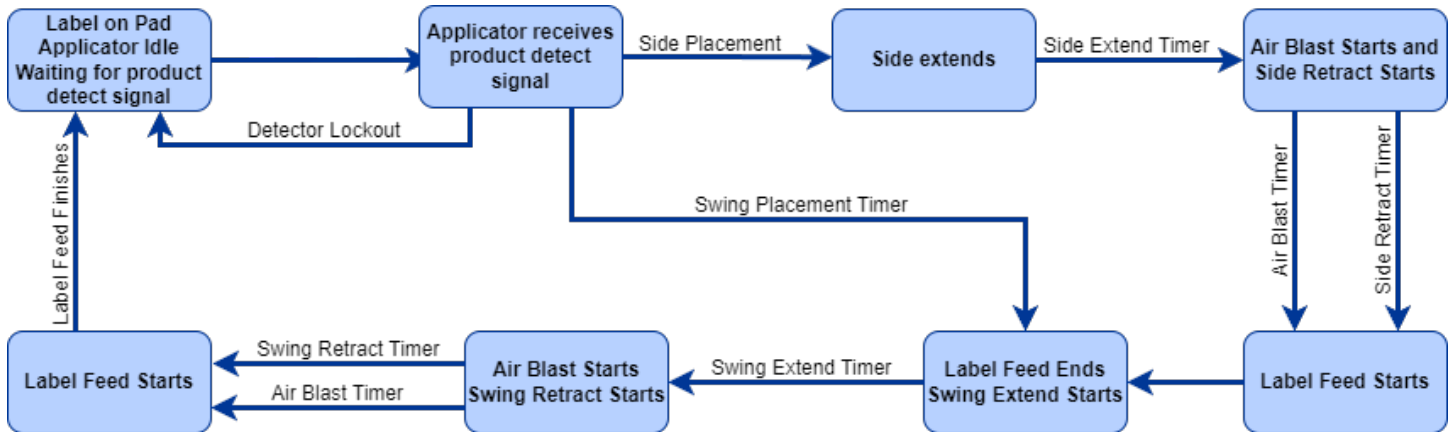 Label on Pad
Applicator Idle
Waiting for product
detect signal
Applicator receives
product detect
signal
Side Placement
Side extends
Side Extend Timer
Air Blast Starts and
Side Retract Starts
Detector Lockout
Label Feed Finishes
Swing Placement Timer
Air Blast Timer
Side Retract Timer
Label Feed Starts
Swing Retract Timer
Air Blast Timer
Air Blast Starts
Swing Retract Starts
Swing Extend Timer
Label Feed Ends
Swing Extend Starts
Label Feed Starts